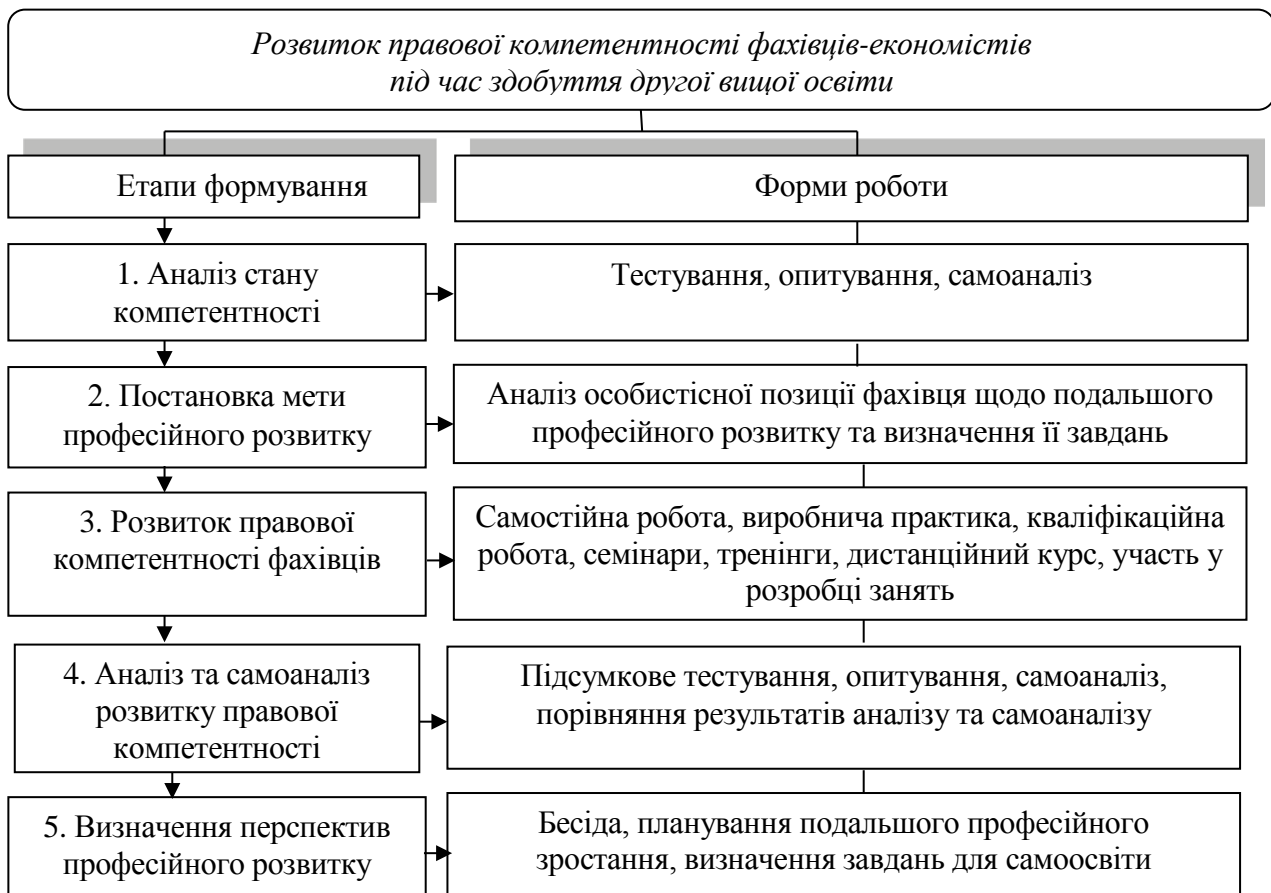 Розвиток правової компетентності фахівців-економістів
під час здобуття другої вищої освіти
Етапи формування
Форми роботи
1. Аналіз стану
компетентності
Тестування, опитування, самоаналіз
2. Постановка мети
професійного розвитку
Аналіз особистісної позиції фахівця щодо подальшого
професійного розвитку та визначення її завдань
3. Розвиток правової
компетентності фахівців
Самостійна робота, виробнича практика, кваліфікаційна
робота, семінари, тренінги, дистанційний курс, участь у
розробці занять
4. Аналіз та самоаналіз
розвитку правової
компетентності
Підсумкове тестування, опитування, самоаналіз,
порівняння результатів аналізу та самоаналізу
5. Визначення перспектив
професійного розвитку
Бесіда, планування подальшого професійного
зростання, визначення завдань для самоосвіти